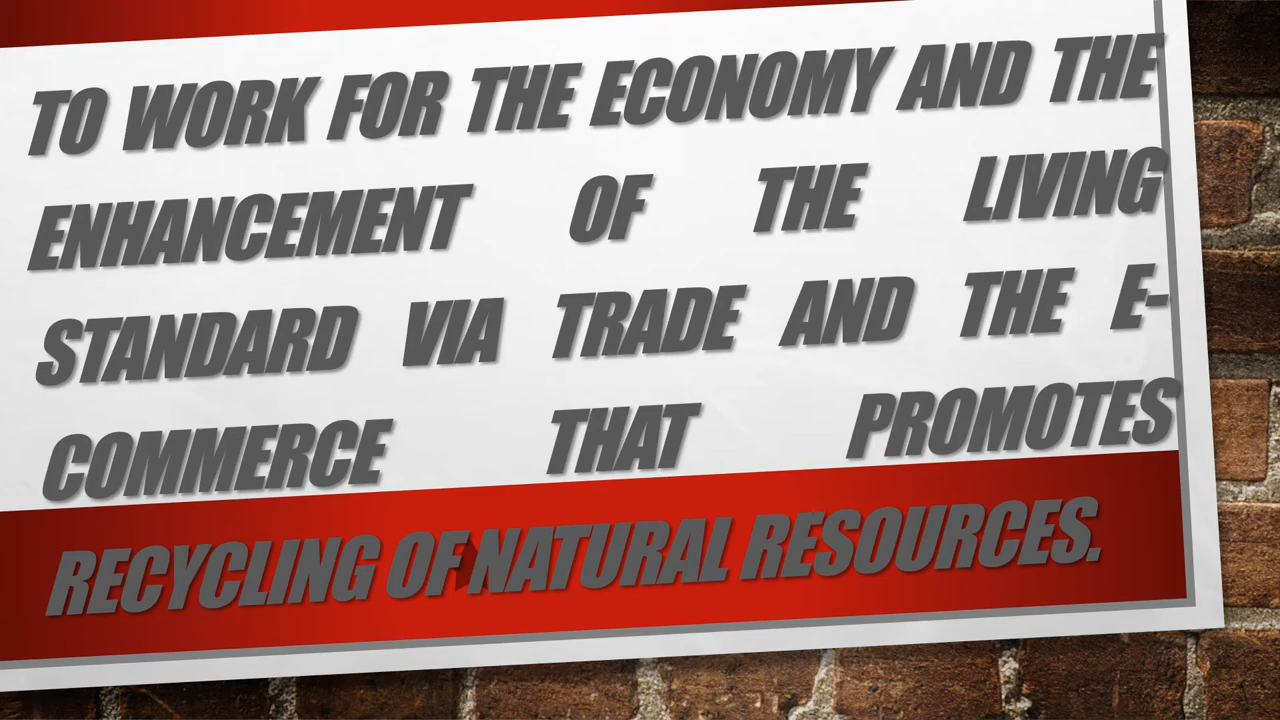 TO WORK FOR THE ECONOMY AND THE
ENHANCEMENT OF THE LIVING
STANDARD VIA TRADE AND THE E-
COMMERCE THAT PROMOTES
RECYCLING OF NATURAL RESOURCES.